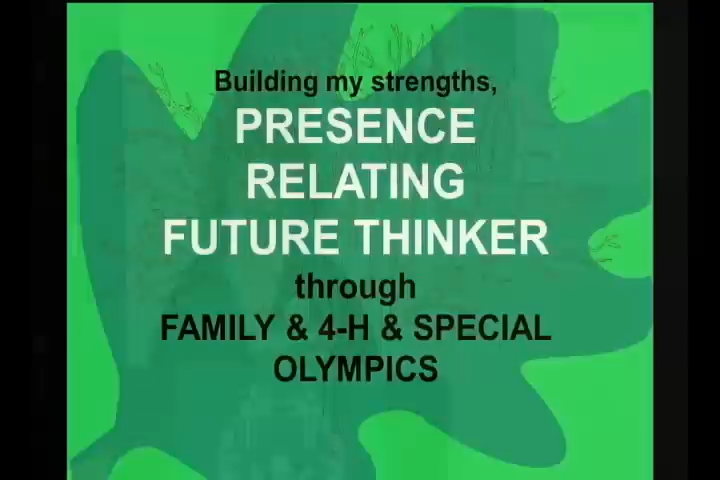 Building my strengths,
PRESENCE
RELATING
FUTURE THINKER
through
FAMILY & 4-H & SPECIAL
OLYMPICS